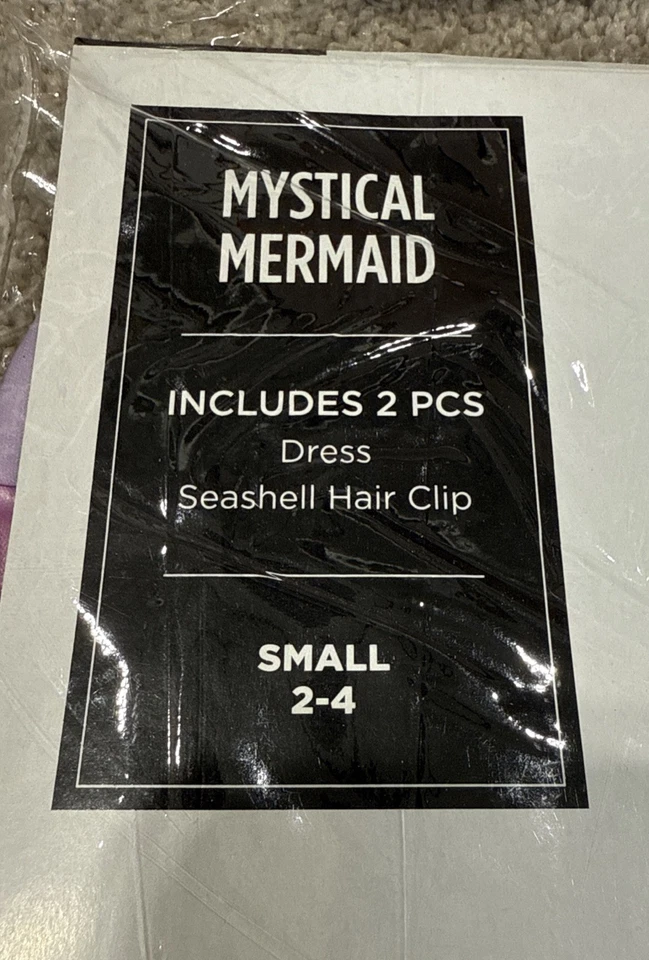 MYSTICAL
MERMAID
INCLUDES 2 PCS
Dress
Seashell Hair Clip
SMALL
2-4